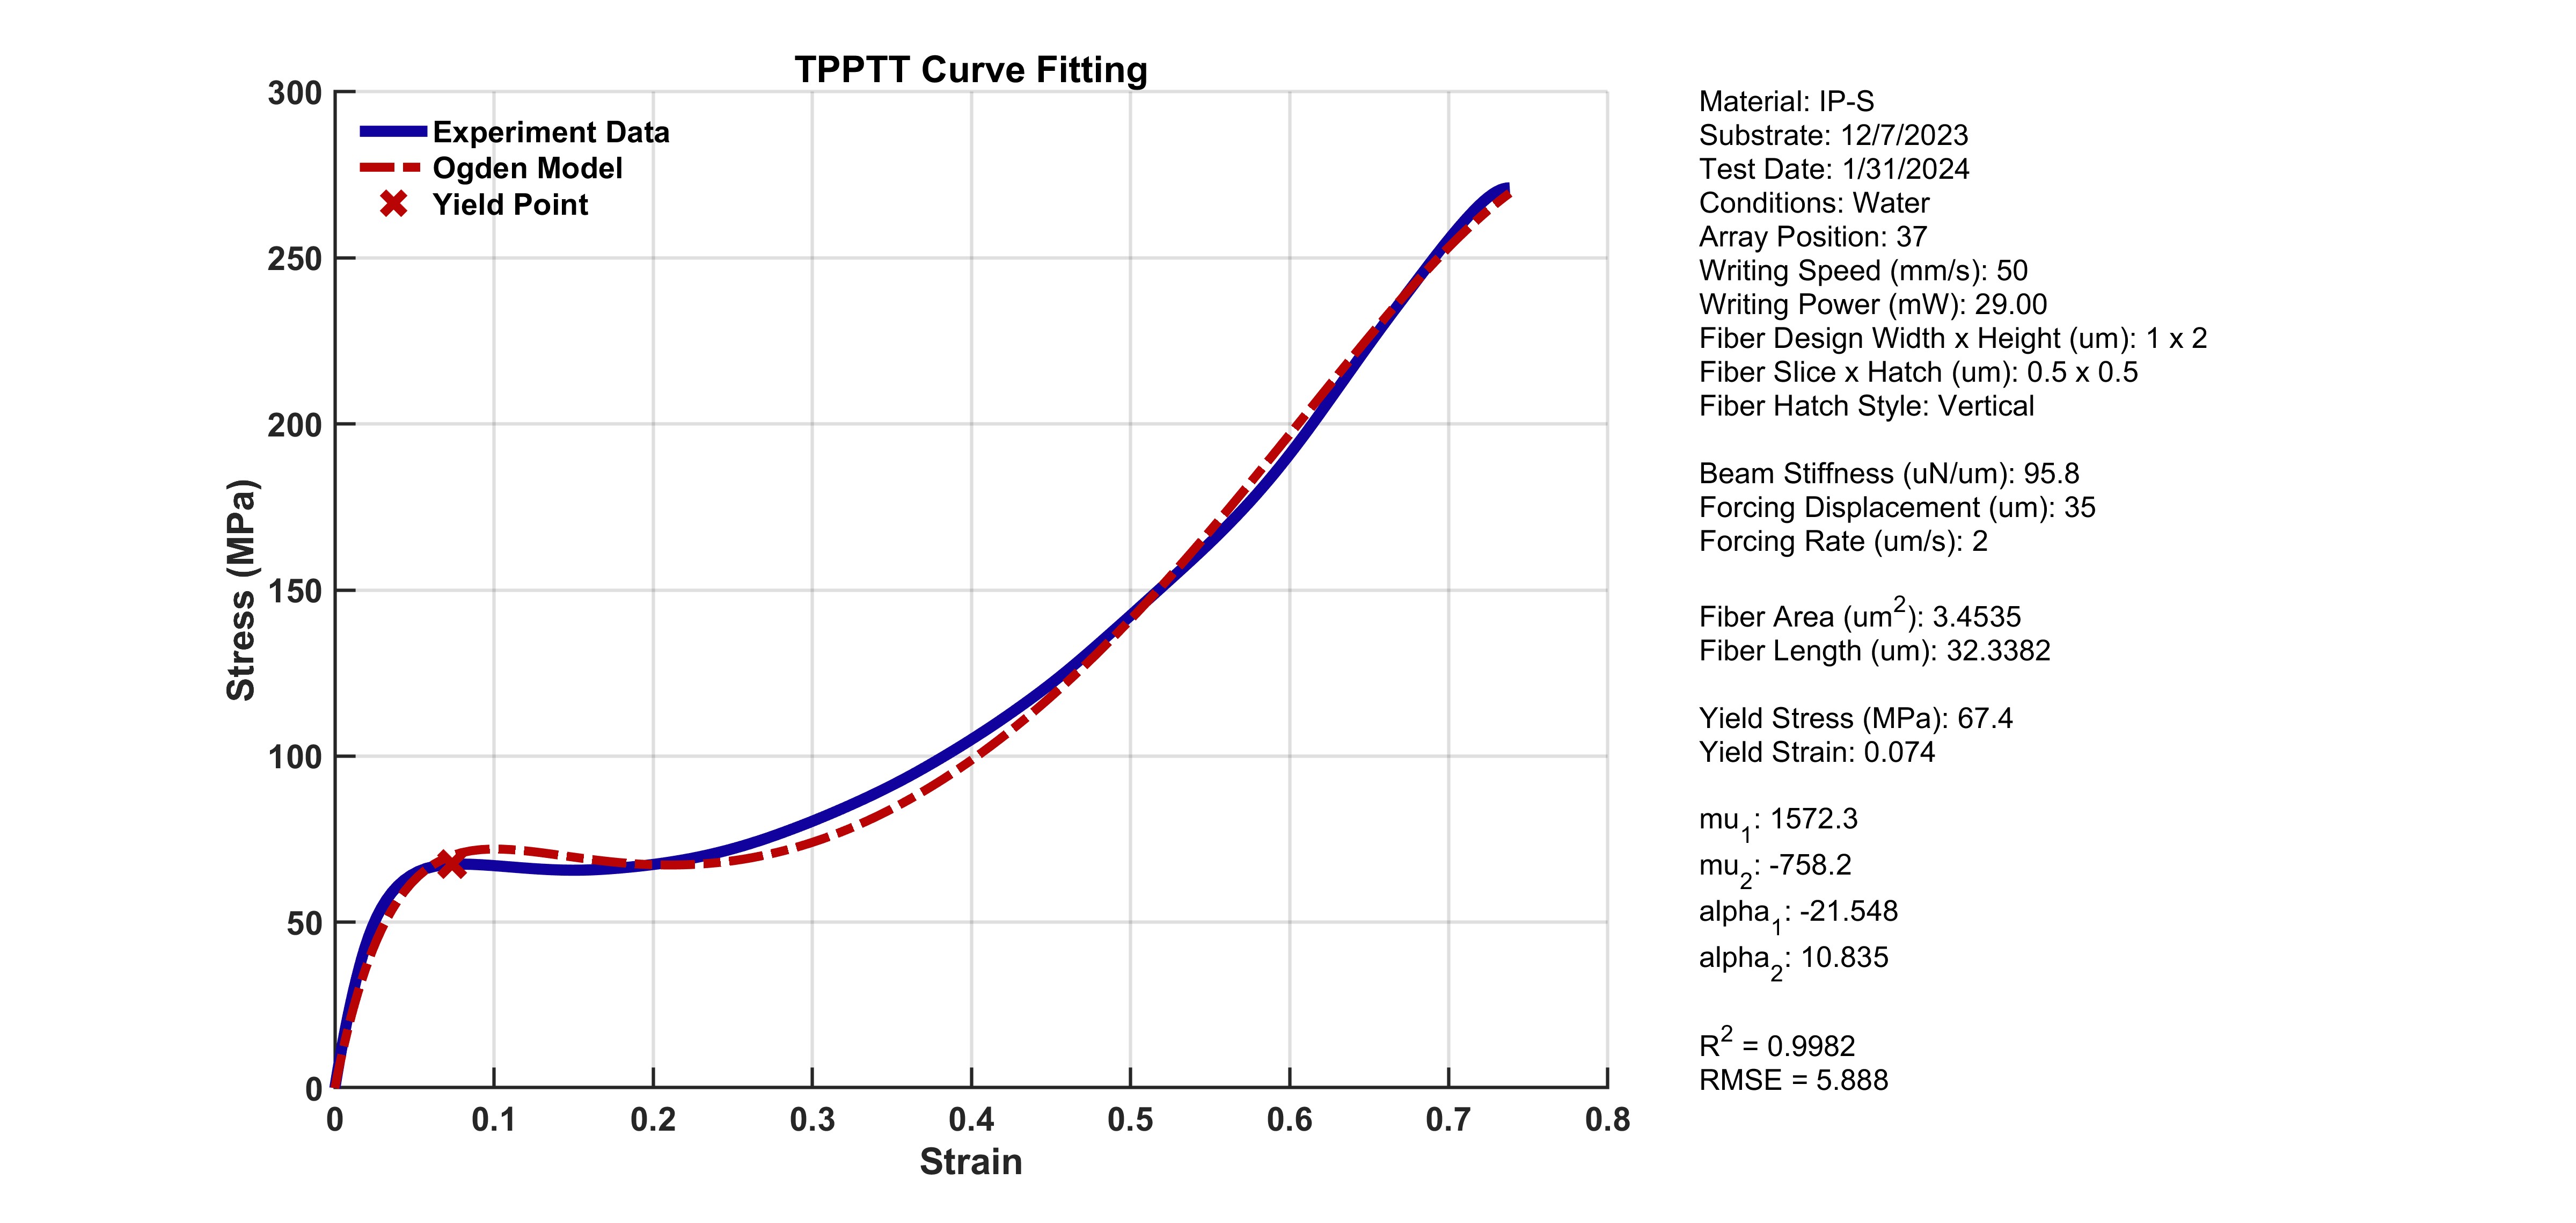 TPPTT Curve Fitting
300
250
200
150
100
50
0
Stress (MPa)
Experiment Data
Ogden Model
Yield Point
0 0.1 0.2 0.3 0.4 0.5 0.6 0.7 0.8
Strain
Material: IP-S
Substrate: 12/7/2023
Test Date: 1/31/2024
Conditions: Water
Array Position: 37
Writing Speed (mm/s): 50
Writing Power (mW): 29.00
Fiber Design Width x Height (um): 1 x 2
Fiber Slice x Hatch (um): 0.5 x 0.5
Fiber Hatch Style: Vertical
Beam Stiffness (uN/um): 95.8
Forcing Displacement (um): 35
Forcing Rate (um/s): 2
Fiber Area (um²): 3.4535
Fiber Length (um): 32.3382
Yield Stress (MPa): 67.4
Yield Strain: 0.074
mu₁: 1572.3
mu₂: -758.2
alpha₁: -21.548
alpha₂: 10.835
R² = 0.9982
RMSE = 5.888